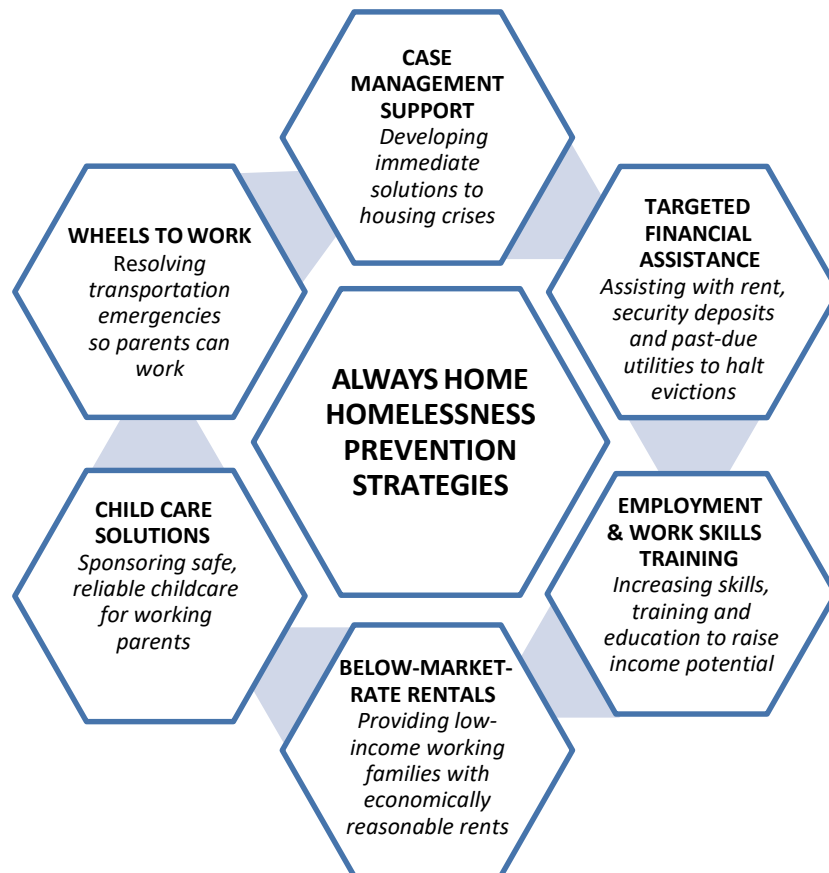 CASE
MANAGEMENT
SUPPORT
Developing
immediate
solutions to
housing crises
TARGETED
FINANCIAL
ASSISTANCE
Assisting with rent,
security deposits
and past-due
utilities to halt
evictions
EMPLOYMENT
& WORK SKILLS
TRAINING
Increasing skills,
training and
education to raise
income potential
BELOW-MARKET-
RATE RENTALS
Providing low-
income working
families with
economically
reasonable rents
CHILD CARE
SOLUTIONS
Sponsoring safe,
reliable childcare
for working
parents
WHEELS TO WORK
Resolving
transportation
emergencies
so parents can
work
ALWAYS HOME
HOMELESSNESS
PREVENTION
STRATEGIES